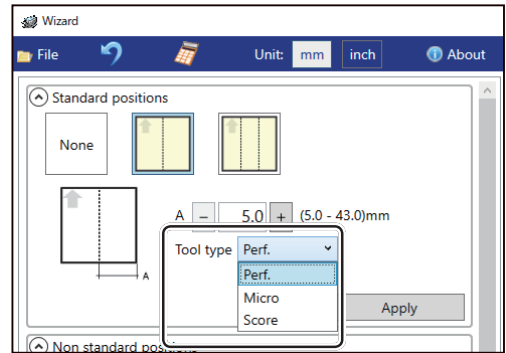 Wizard
File Unit: mm inch About
Standard positions
None
A – 5.0 + (5.0 - 43.0)mm
Tool type Perf.
A
Perf.
Micro
Score
Apply
Non standard positions